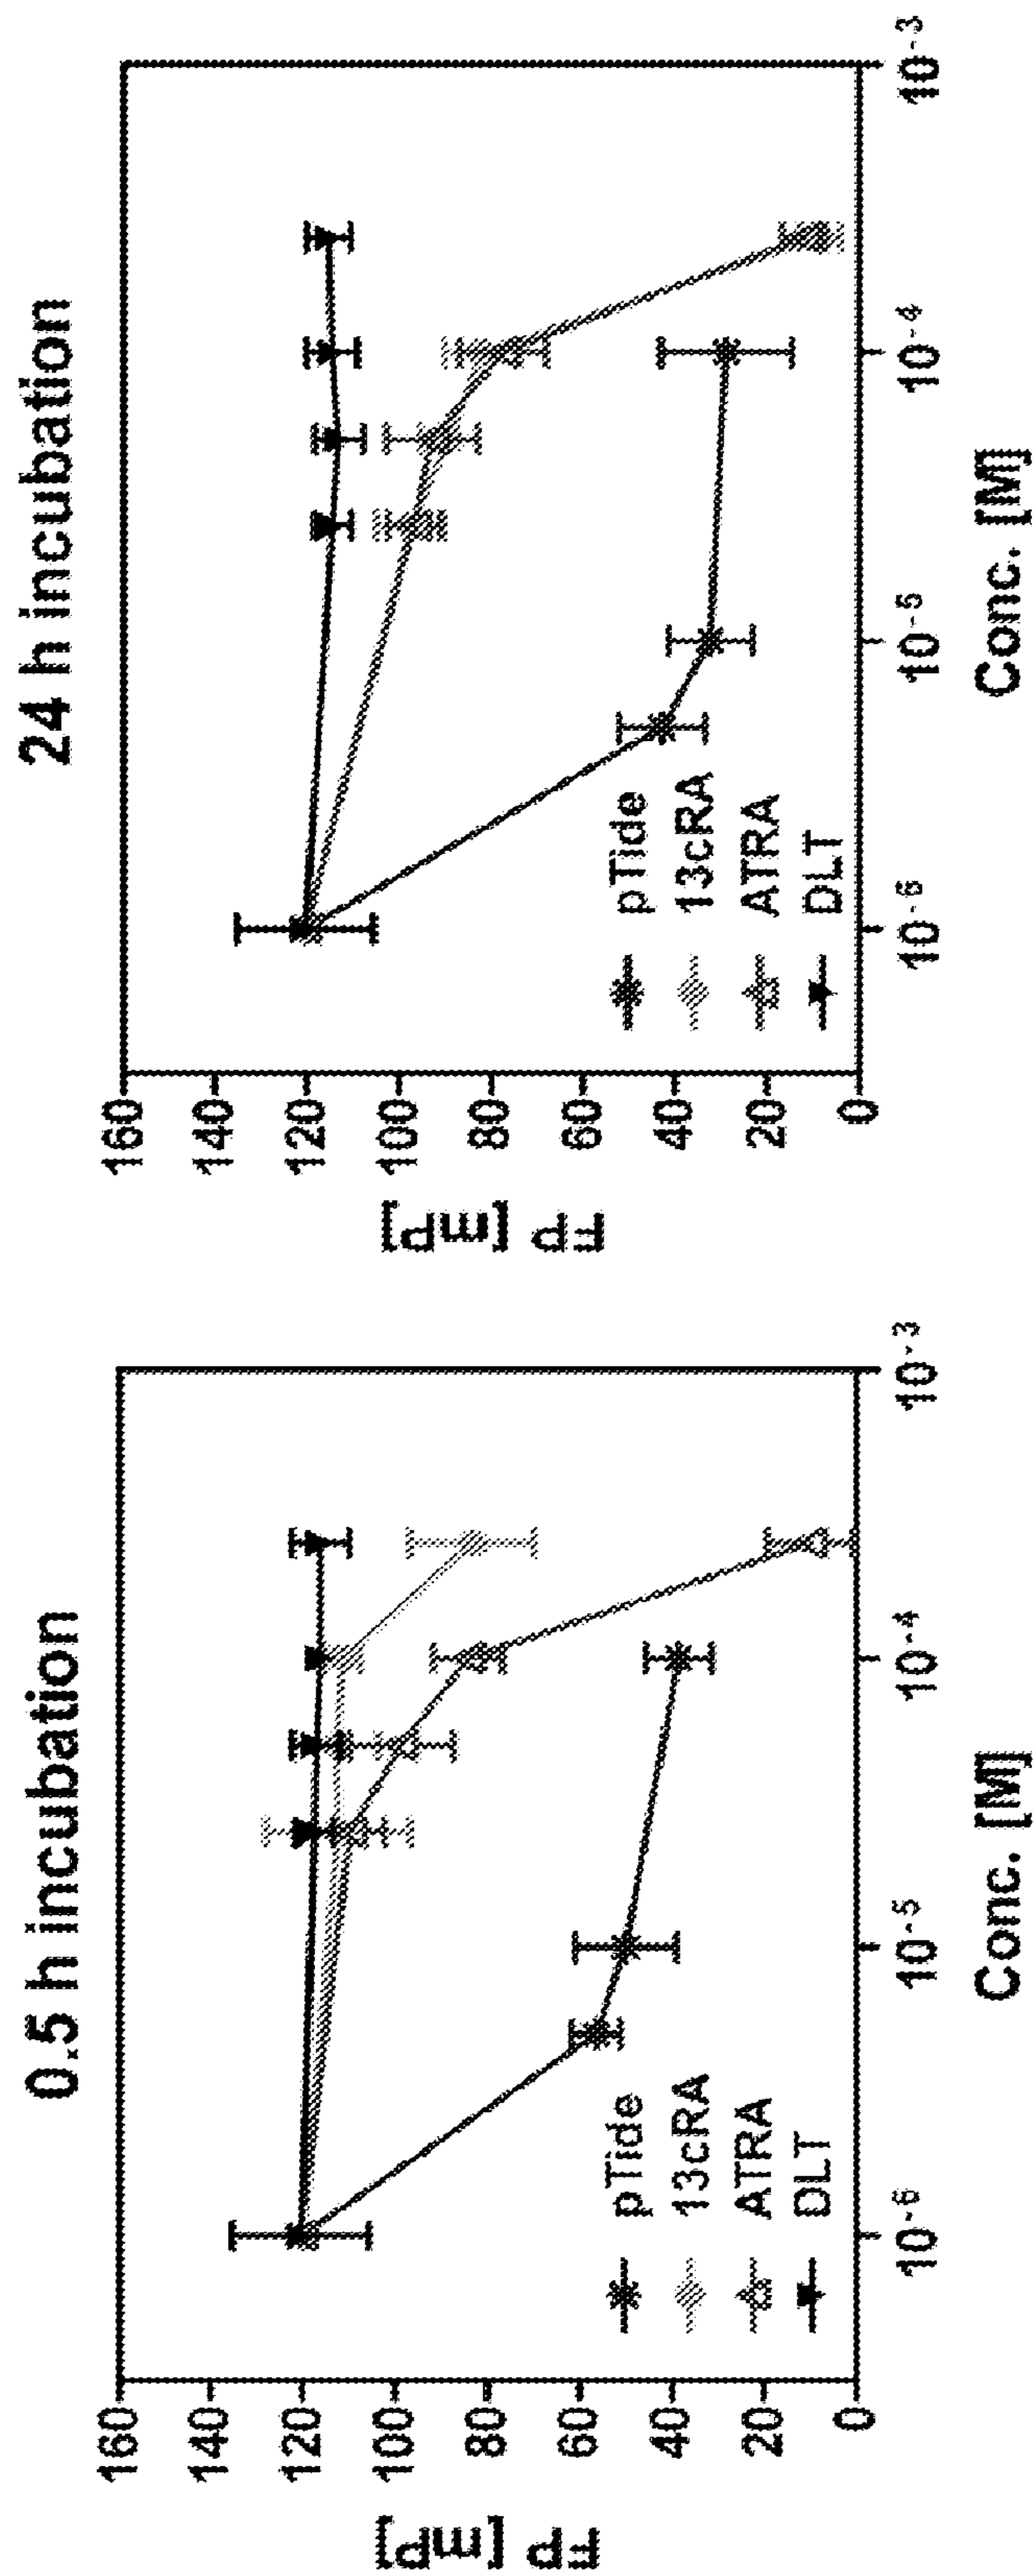 0.5 h incubation
FP [mP]
160
140
120
100
80
60
40
20
0
pTide
13cRA
ATRA
DLT
10-6
10-5
10-4
10-3
Conc. [M]
24 h incubation
FP [mP]
160
140
120
100
80
60
40
20
0
pTide
13cRA
ATRA
DLT
10-6
10-5
10-4
10-3
Conc. [M]